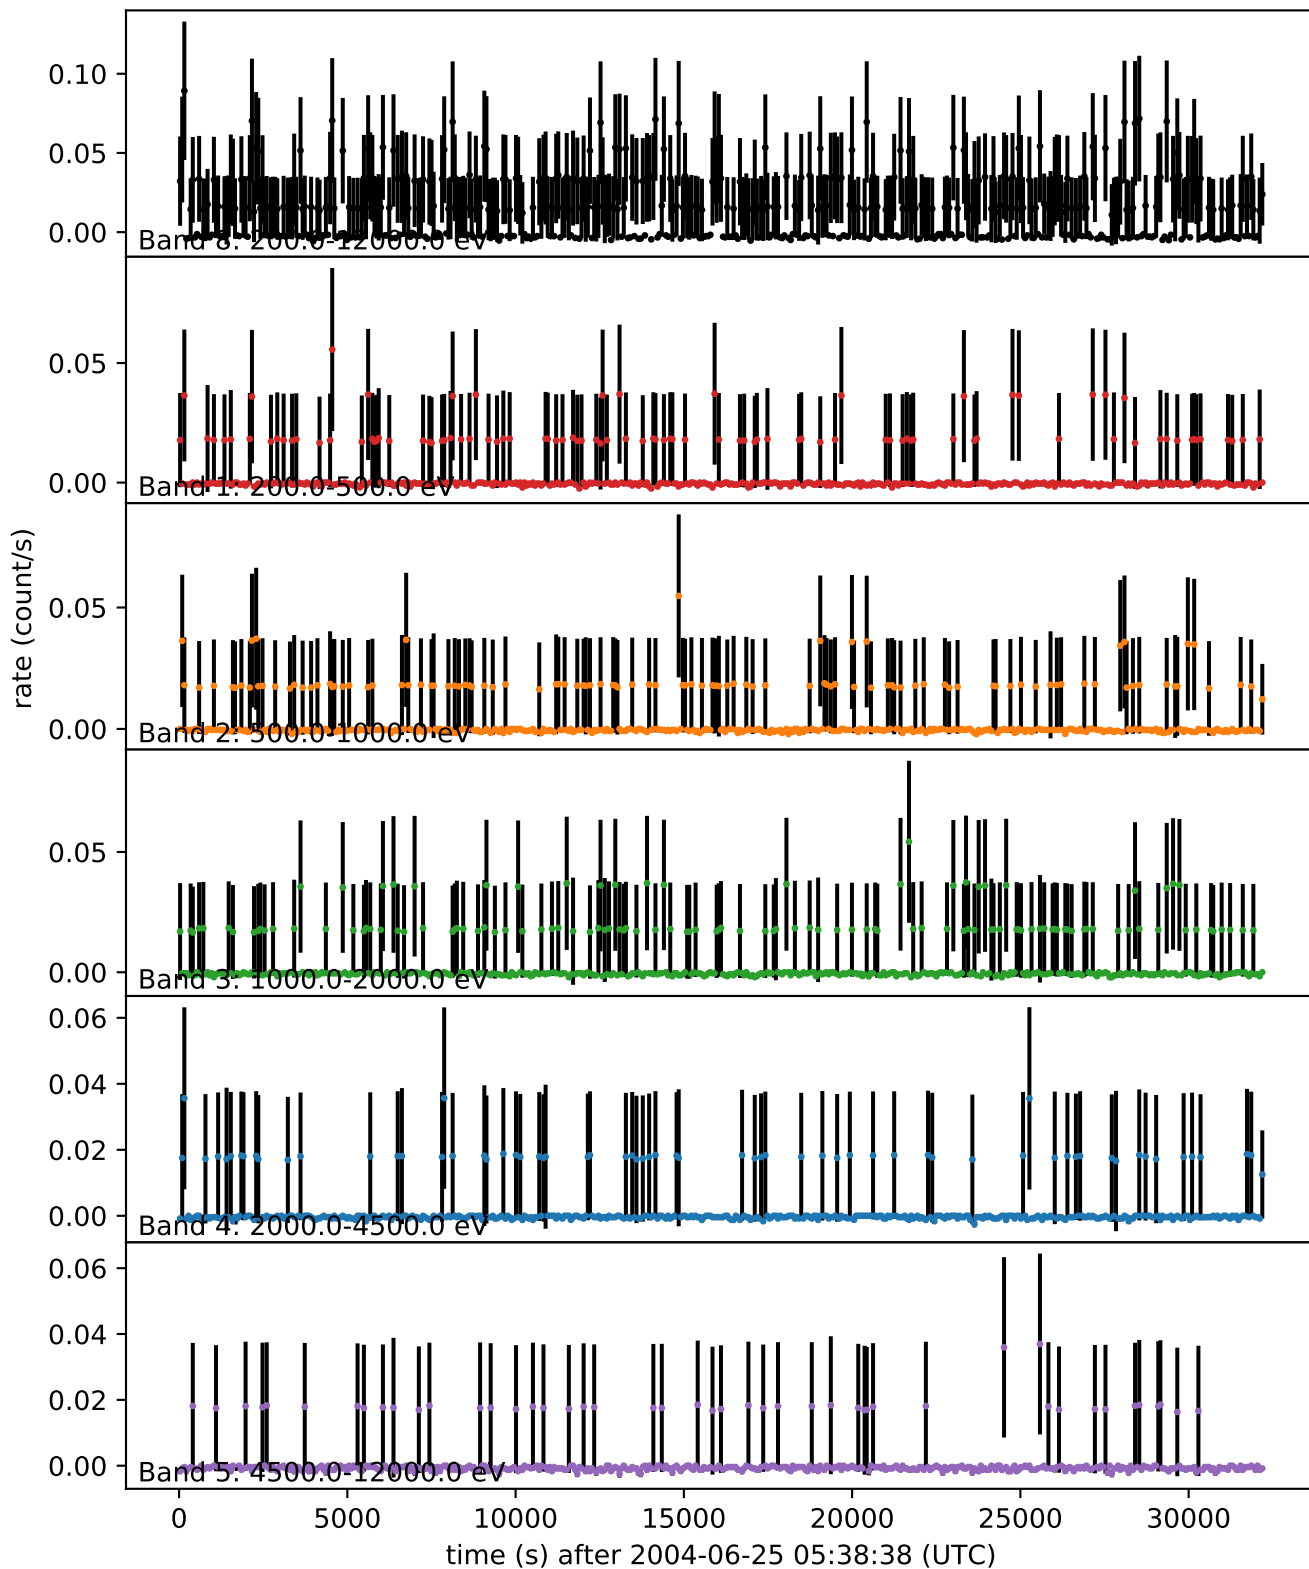 0.10
0.05
0.00
Band 8: 200.0-12000.0 eV
0.05
0.00
Band 1: 200.0-500.0 eV
rate (count/s)
0.05
0.00
Band 2: 500.0-1000.0 eV
0.05
0.00
Band 3: 1000.0-2000.0 eV
0.06
0.04
0.02
0.00
Band 4: 2000.0-4500.0 eV
0.06
0.04
0.02
0.00
Band 5: 4500.0-12000.0 eV
0 5000 10000 15000 20000 25000 30000
time (s) after 2004-06-25 05:38:38 (UTC)